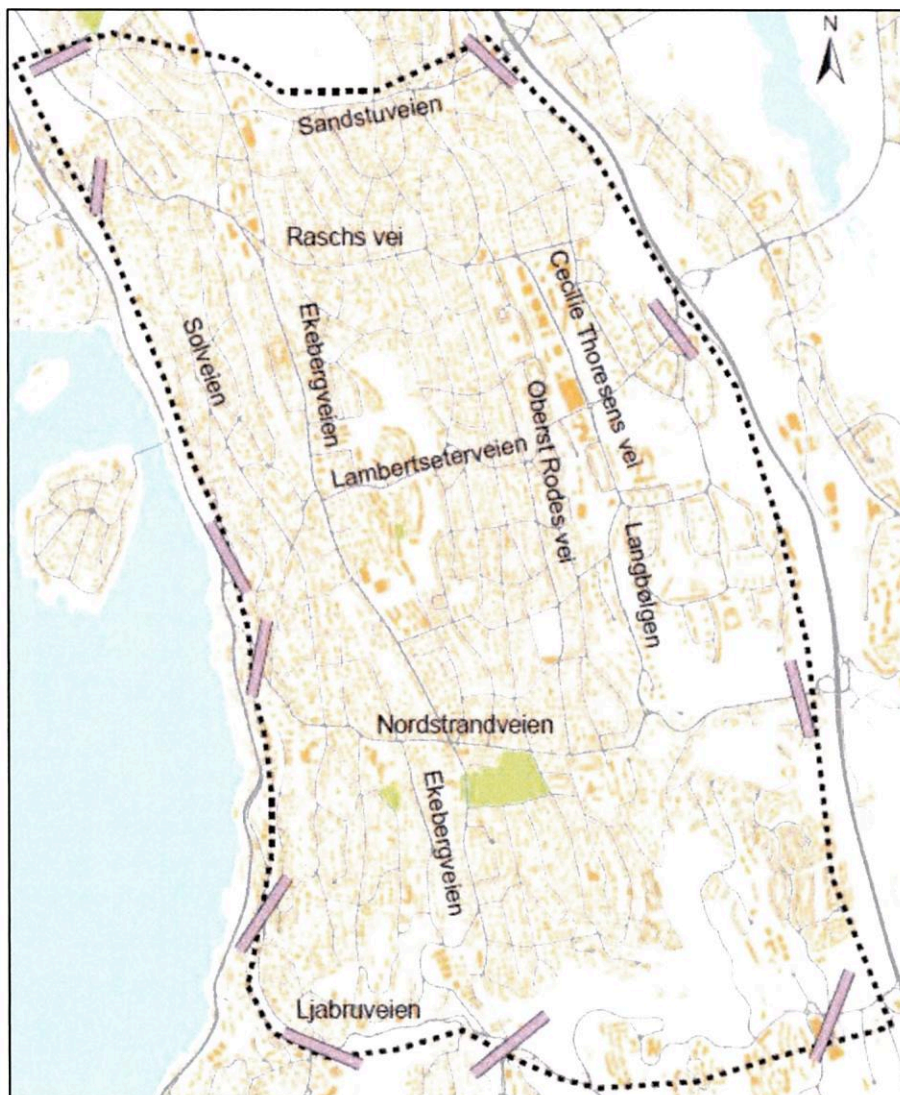 N
Sandstuveien
Raschs vei
Cecilie Thoresens vei
Solveien
Ekebergveien
Oberst Rodes vei
Lambertseterveien
Langbølgen
Nordstrandveien
Ekebergveien
Ljabruveien